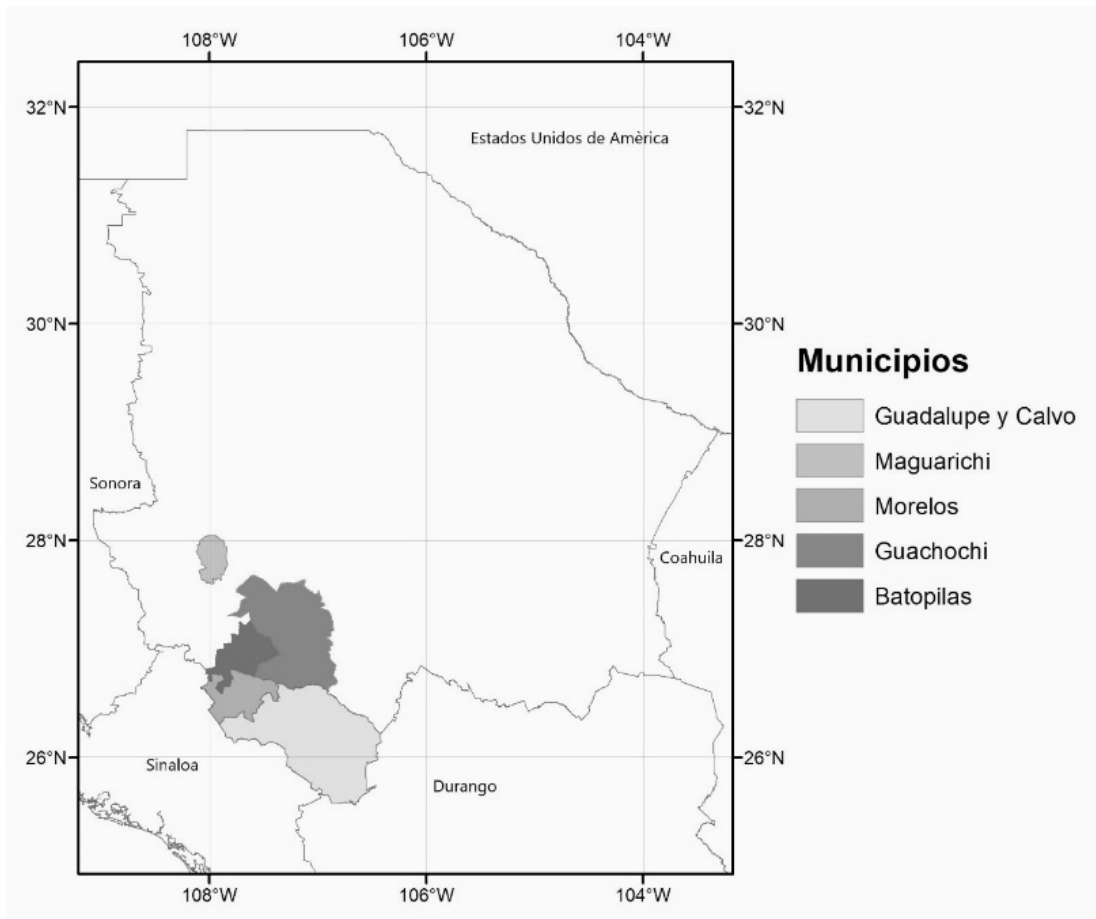 108°W 106°W 104°W
32°N 32°N
Estados Unidos de Amèrica
30°N 30°N
Municipios
Guadalupe y Calvo
Maguarichi
Morelos
Guachochi
Batopilas
Sonora
28°N 28°N
Coahuila
26°N 26°N
Sinaloa
Durango
108°W 106°W 104°W